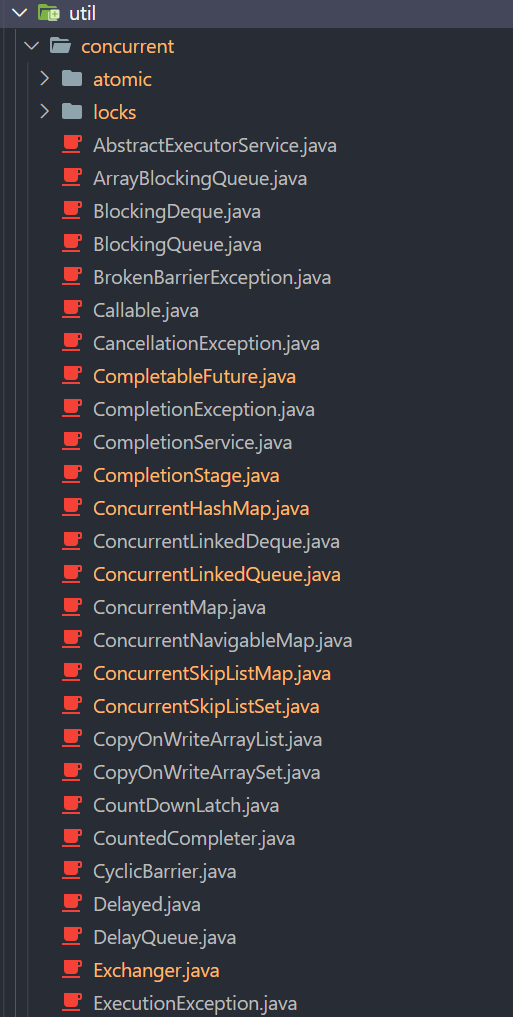 util
concurrent
atomic
locks
AbstractExecutorService.java
ArrayBlockingQueue.java
BlockingDeque.java
BlockingQueue.java
BrokenBarrierException.java
Callable.java
CancellationException.java
CompletableFuture.java
CompletionException.java
CompletionService.java
CompletionStage.java
ConcurrentHashMap.java
ConcurrentLinkedDeque.java
ConcurrentLinkedQueue.java
ConcurrentMap.java
ConcurrentNavigableMap.java
ConcurrentSkipListMap.java
ConcurrentSkipListSet.java
CopyOnWriteArrayList.java
CopyOnWriteArraySet.java
CountDownLatch.java
CountedCompleter.java
CyclicBarrier.java
Delayed.java
DelayQueue.java
Exchanger.java
ExecutionException.java